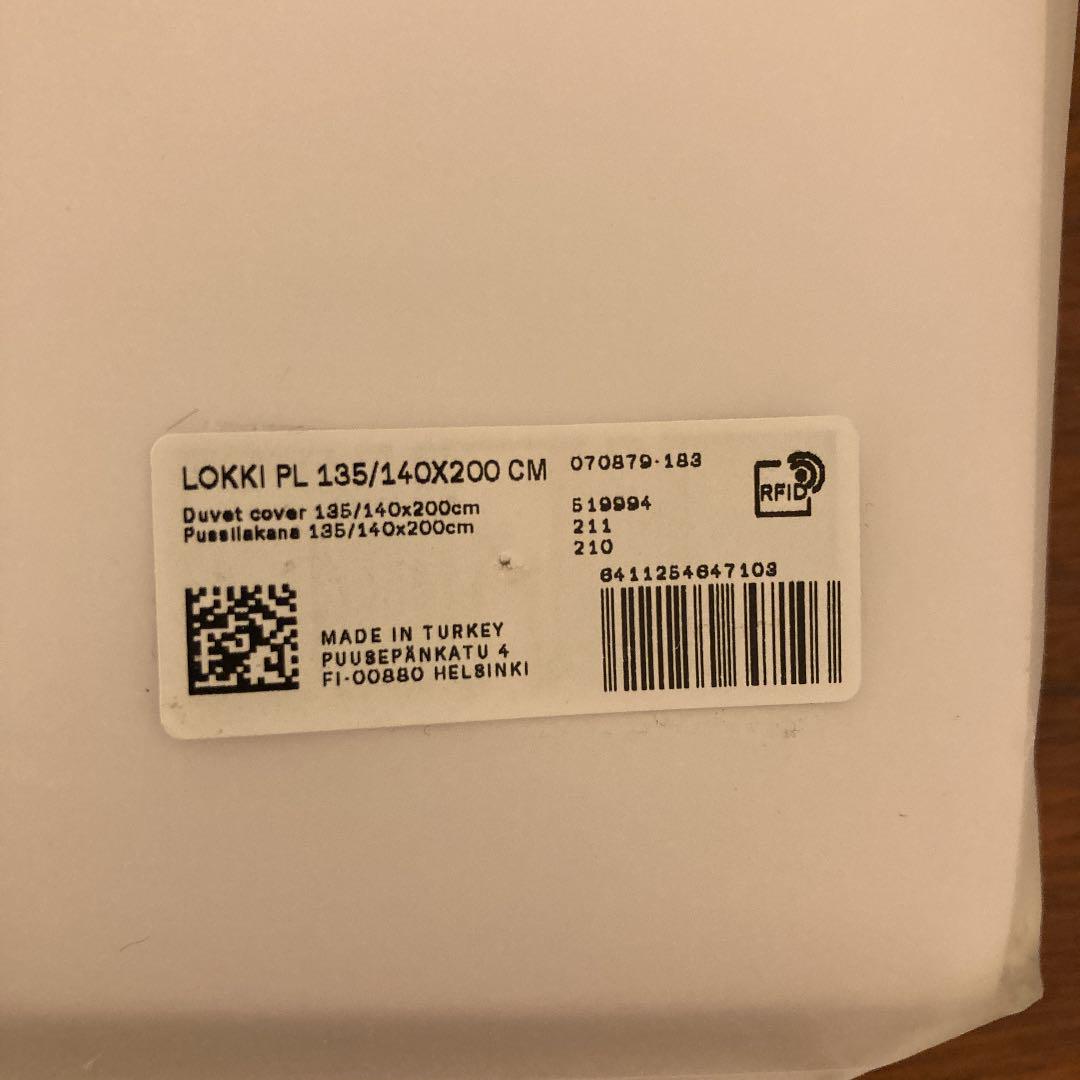 LOKKI PL 135/140X200 CM
Duvet cover 135/140x200cm
Pussilakana 135/140x200cm
070879-183
519994
211
210
RFID
6411254647103
MADE IN TURKEY
PUUSEPÄNKATU 4
FI-00880 HELSINKI